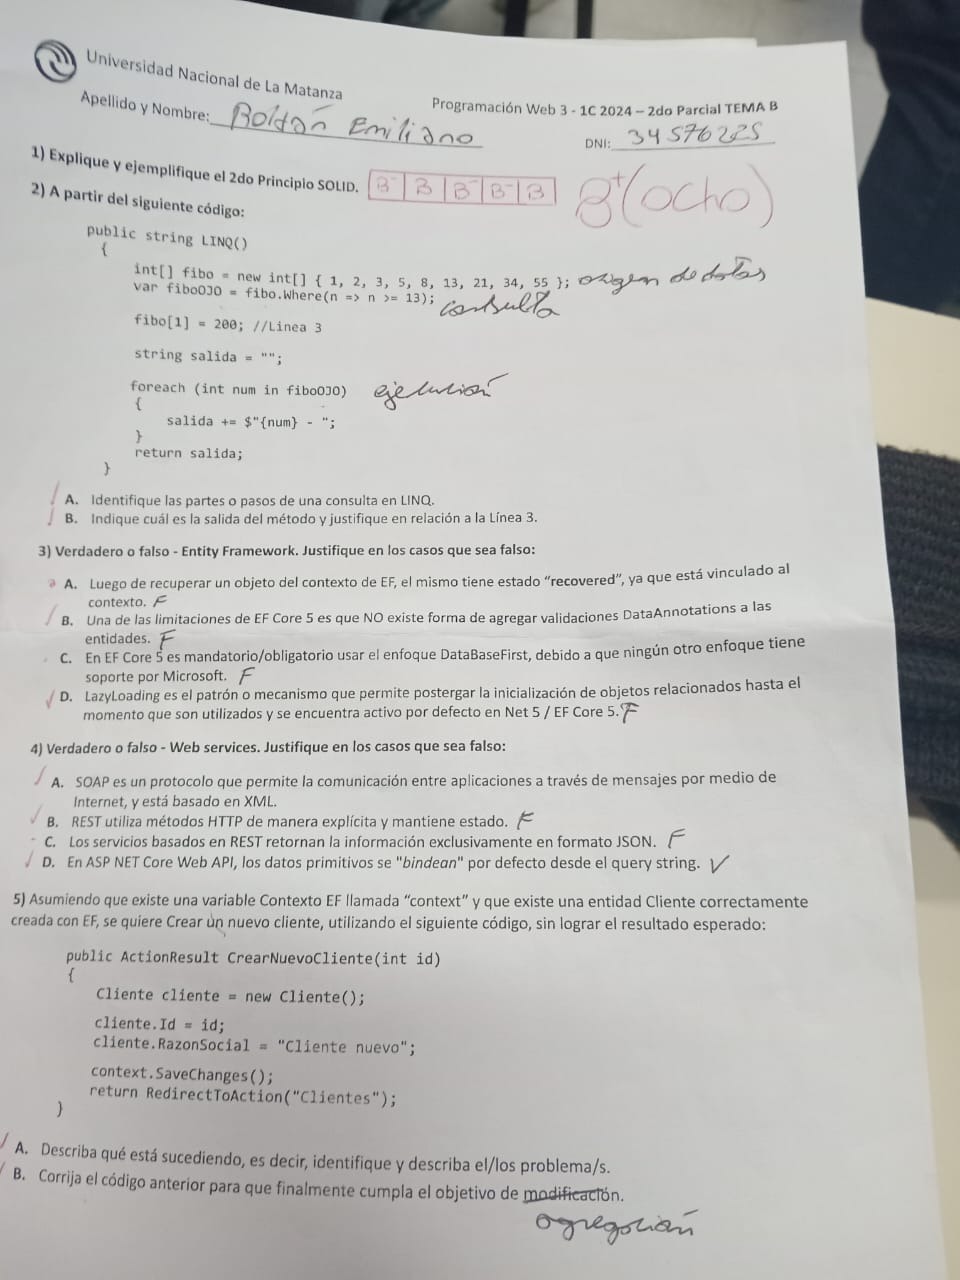 Universidad Nacional de La Matanza
Programación Web 3 - 1C 2024 – 2do Parcial TEMA B
Apellido y Nombre: Roldán Emiliano
DNI: 34576225
1) Explique y ejemplifique el 2do Principio SOLID. B- B B- B- B 8+ (ocho)
2) A partir del siguiente código:
public string LINQ()
{
int[] fibo = new int[] { 1, 2, 3, 5, 8, 13, 21, 34, 55 }; origen de datos
var fiboOJO = fibo.Where(n => n >= 13); consulta
fibo[1] = 200; //Linea 3
string salida = "";
foreach (int num in fiboOJO) ejecución
{
salida += $"{num} - ";
}
return salida;
}
A. Identifique las partes o pasos de una consulta en LINQ.
B. Indique cuál es la salida del método y justifique en relación a la Línea 3.
3) Verdadero o falso - Entity Framework. Justifique en los casos que sea falso:
A. Luego de recuperar un objeto del contexto de EF, el mismo tiene estado “recovered”, ya que está vinculado al
contexto. F
B. Una de las limitaciones de EF Core 5 es que NO existe forma de agregar validaciones DataAnnotations a las
entidades. F
C. En EF Core 5 es mandatorio/obligatorio usar el enfoque DataBaseFirst, debido a que ningún otro enfoque tiene
soporte por Microsoft. F
D. LazyLoading es el patrón o mecanismo que permite postergar la inicialización de objetos relacionados hasta el
momento que son utilizados y se encuentra activo por defecto en Net 5 / EF Core 5. F
4) Verdadero o falso - Web services. Justifique en los casos que sea falso:
A. SOAP es un protocolo que permite la comunicación entre aplicaciones a través de mensajes por medio de
Internet, y está basado en XML.
B. REST utiliza métodos HTTP de manera explícita y mantiene estado. F
C. Los servicios basados en REST retornan la información exclusivamente en formato JSON. F
D. En ASP NET Core Web API, los datos primitivos se "bindean" por defecto desde el query string. V
5) Asumiendo que existe una variable Contexto EF llamada “context” y que existe una entidad Cliente correctamente
creada con EF, se quiere Crear un nuevo cliente, utilizando el siguiente código, sin lograr el resultado esperado:
public ActionResult CrearNuevoCliente(int id)
{
Cliente cliente = new Cliente();
cliente.Id = id;
cliente.RazonSocial = "Cliente nuevo";
context.SaveChanges();
return RedirectToAction("Clientes");
}
A. Describa qué está sucediendo, es decir, identifique y describa el/los problema/s.
B. Corrija el código anterior para que finalmente cumpla el objetivo de modificación.
agregación